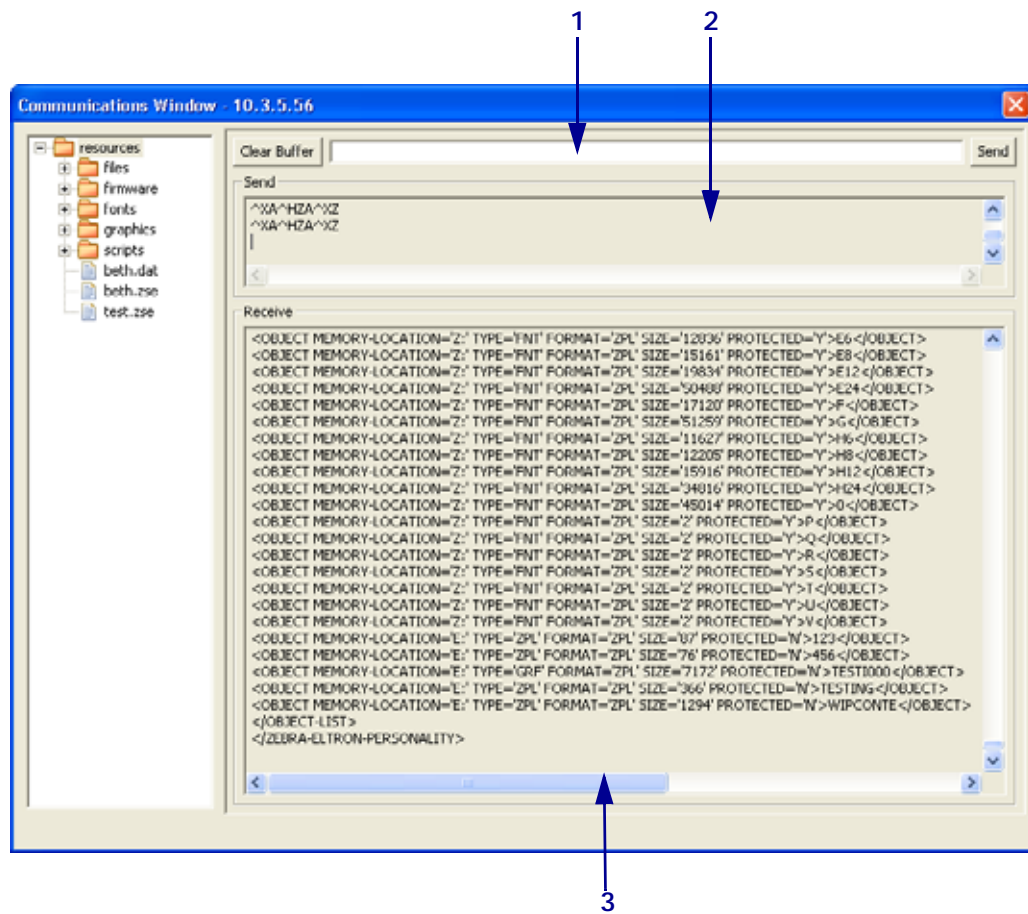 1 2
Communications Window - 10.3.5.56
resources
files
firmware
fonts
graphics
scripts
beth.dat
beth.zse
test.zse
Clear Buffer Send
Send
^XA^HZA^XZ
^XA^HZA^XZ
Receive
<OBJECT MEMORY-LOCATION='Z:' TYPE='FNT' FORMAT='ZPL' SIZE='12836' PROTECTED='Y'>E6</OBJECT>
<OBJECT MEMORY-LOCATION='Z:' TYPE='FNT' FORMAT='ZPL' SIZE='15161' PROTECTED='Y'>E8</OBJECT>
<OBJECT MEMORY-LOCATION='Z:' TYPE='FNT' FORMAT='ZPL' SIZE='19834' PROTECTED='Y'>E12</OBJECT>
<OBJECT MEMORY-LOCATION='Z:' TYPE='FNT' FORMAT='ZPL' SIZE='50488' PROTECTED='Y'>E24</OBJECT>
<OBJECT MEMORY-LOCATION='Z:' TYPE='FNT' FORMAT='ZPL' SIZE='17120' PROTECTED='Y'>F</OBJECT>
<OBJECT MEMORY-LOCATION='Z:' TYPE='FNT' FORMAT='ZPL' SIZE='51259' PROTECTED='Y'>G</OBJECT>
<OBJECT MEMORY-LOCATION='Z:' TYPE='FNT' FORMAT='ZPL' SIZE='11627' PROTECTED='Y'>H6</OBJECT>
<OBJECT MEMORY-LOCATION='Z:' TYPE='FNT' FORMAT='ZPL' SIZE='12205' PROTECTED='Y'>H8</OBJECT>
<OBJECT MEMORY-LOCATION='Z:' TYPE='FNT' FORMAT='ZPL' SIZE='15916' PROTECTED='Y'>H12</OBJECT>
<OBJECT MEMORY-LOCATION='Z:' TYPE='FNT' FORMAT='ZPL' SIZE='34816' PROTECTED='Y'>H24</OBJECT>
<OBJECT MEMORY-LOCATION='Z:' TYPE='FNT' FORMAT='ZPL' SIZE='45014' PROTECTED='Y'>0</OBJECT>
<OBJECT MEMORY-LOCATION='Z:' TYPE='FNT' FORMAT='ZPL' SIZE='2' PROTECTED='Y'>P</OBJECT>
<OBJECT MEMORY-LOCATION='Z:' TYPE='FNT' FORMAT='ZPL' SIZE='2' PROTECTED='Y'>Q</OBJECT>
<OBJECT MEMORY-LOCATION='Z:' TYPE='FNT' FORMAT='ZPL' SIZE='2' PROTECTED='Y'>R</OBJECT>
<OBJECT MEMORY-LOCATION='Z:' TYPE='FNT' FORMAT='ZPL' SIZE='2' PROTECTED='Y'>S</OBJECT>
<OBJECT MEMORY-LOCATION='Z:' TYPE='FNT' FORMAT='ZPL' SIZE='2' PROTECTED='Y'>T</OBJECT>
<OBJECT MEMORY-LOCATION='Z:' TYPE='FNT' FORMAT='ZPL' SIZE='2' PROTECTED='Y'>U</OBJECT>
<OBJECT MEMORY-LOCATION='Z:' TYPE='FNT' FORMAT='ZPL' SIZE='2' PROTECTED='Y'>V</OBJECT>
<OBJECT MEMORY-LOCATION='E:' TYPE='ZPL' FORMAT='ZPL' SIZE='87' PROTECTED='N'>123</OBJECT>
<OBJECT MEMORY-LOCATION='E:' TYPE='ZPL' FORMAT='ZPL' SIZE='76' PROTECTED='N'>456</OBJECT>
<OBJECT MEMORY-LOCATION='E:' TYPE='GRF' FORMAT='ZPL' SIZE='7172' PROTECTED='N'>TESTI000</OBJECT>
<OBJECT MEMORY-LOCATION='E:' TYPE='ZPL' FORMAT='ZPL' SIZE='366' PROTECTED='N'>TESTING</OBJECT>
<OBJECT MEMORY-LOCATION='E:' TYPE='ZPL' FORMAT='ZPL' SIZE='1294' PROTECTED='N'>WIPCONTE</OBJECT>
</OBJECT-LIST>
</ZEBRA-ELTRON-PERSONALITY>
3